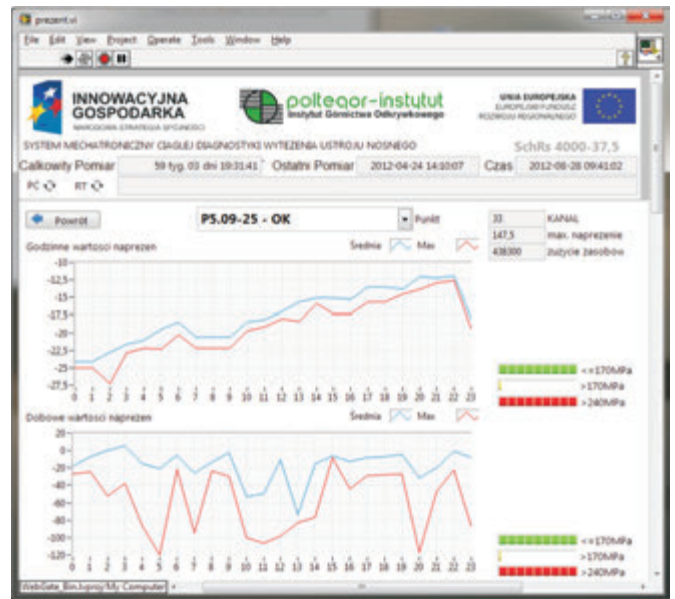 prezent.vi
File Edit View Project Operate Tools Window Help
INNOWACYJNA
GOSPODARKA
NARODOWA STRATEGIA SPÓJNOŚCI
poltegor-instytut
Instytut Górnictwa Odkrywkowego
UNIA EUROPEJSKA
EUROPEJSKI FUNDUSZ
ROZWOJU REGIONALNEGO
SYSTEM MECHATRONICZNY CIAGLEJ DIAGNOSTYKI WYTEZENIA USTROJU NOSNEGO
SchRs 4000-37,5
Calkowity Pomiar 59 tyg. 03 dni 19:31:41 Ostatni Pomiar 2012-04-24 14:10:07 Czas 2012-08-28 09:41:02
PC RT
Powrót P5.09-25 - OK Punkt 33 KANAL
147,5 max. naprezenie
438300 zuzycie zasobow
Godzinne wartosci naprezen Średnia Max
-10
-12,5
-15
-17,5
-20
-22,5
-25
-27,5
0 1 2 3 4 5 6 7 8 9 10 11 12 13 14 15 16 17 18 19 20 21 22 23
<=170MPa
>170MPa
>240MPa
Dobowe wartosci naprezen Średnia Max
20
0
-20
-40
-60
-80
-100
-120
0 1 2 3 4 5 6 7 8 9 10 11 12 13 14 15 16 17 18 19 20 21 22 23
<=170MPa
>170MPa
>240MPa
WebGate_Bin.lvproj/My Computer